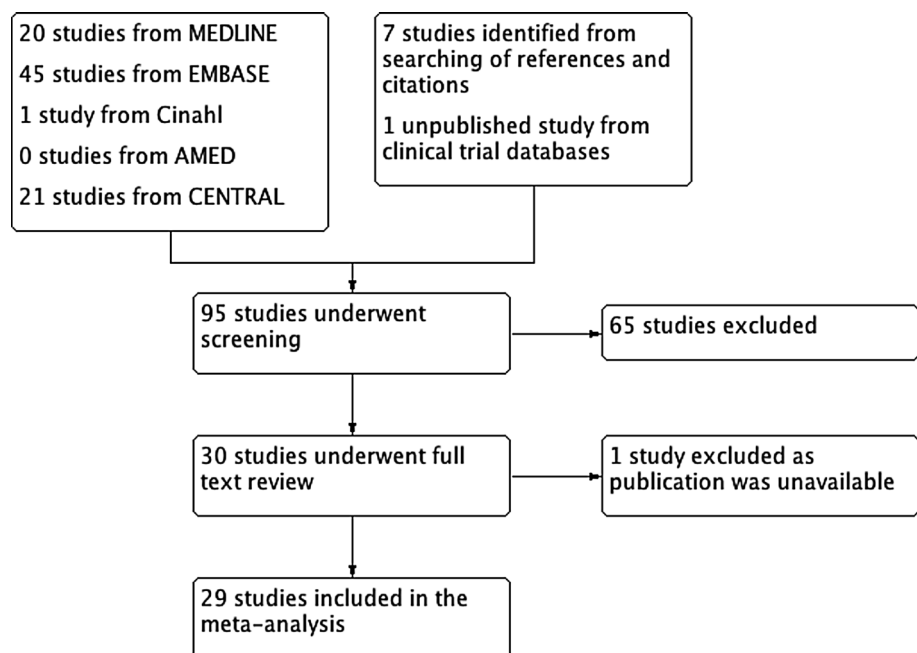 20 studies from MEDLINE
45 studies from EMBASE
1 study from Cinahl
0 studies from AMED
21 studies from CENTRAL
7 studies identified from
searching of references and
citations
1 unpublished study from
clinical trial databases
95 studies underwent
screening
65 studies excluded
30 studies underwent full
text review
1 study excluded as
publication was unavailable
29 studies included in the
meta-analysis